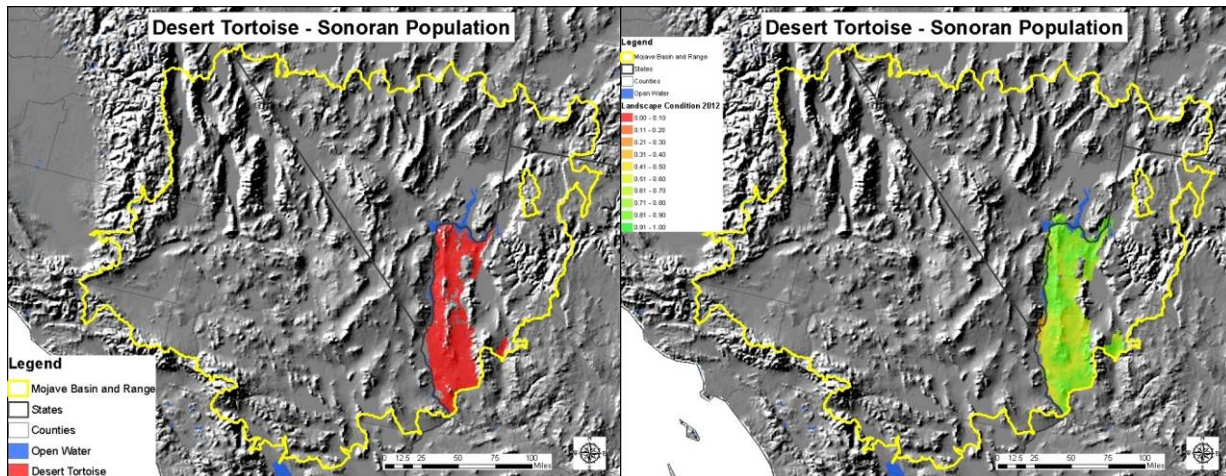 Desert Tortoise - Sonoran Population
Legend
Mojave Basin and Range
States
Counties
Open Water
Desert Tortoise
0 12.5 25 50 75 100
Miles
Desert Tortoise - Sonoran Population
Legend
Mojave Basin and Range
States
Counties
Open Water
Landscape Condition 2012
0.00 - 0.10
0.11 - 0.20
0.21 - 0.30
0.31 - 0.40
0.41 - 0.50
0.51 - 0.60
0.61 - 0.70
0.71 - 0.80
0.81 - 0.90
0.91 - 1.00
0 12.5 25 50 75 100
Miles